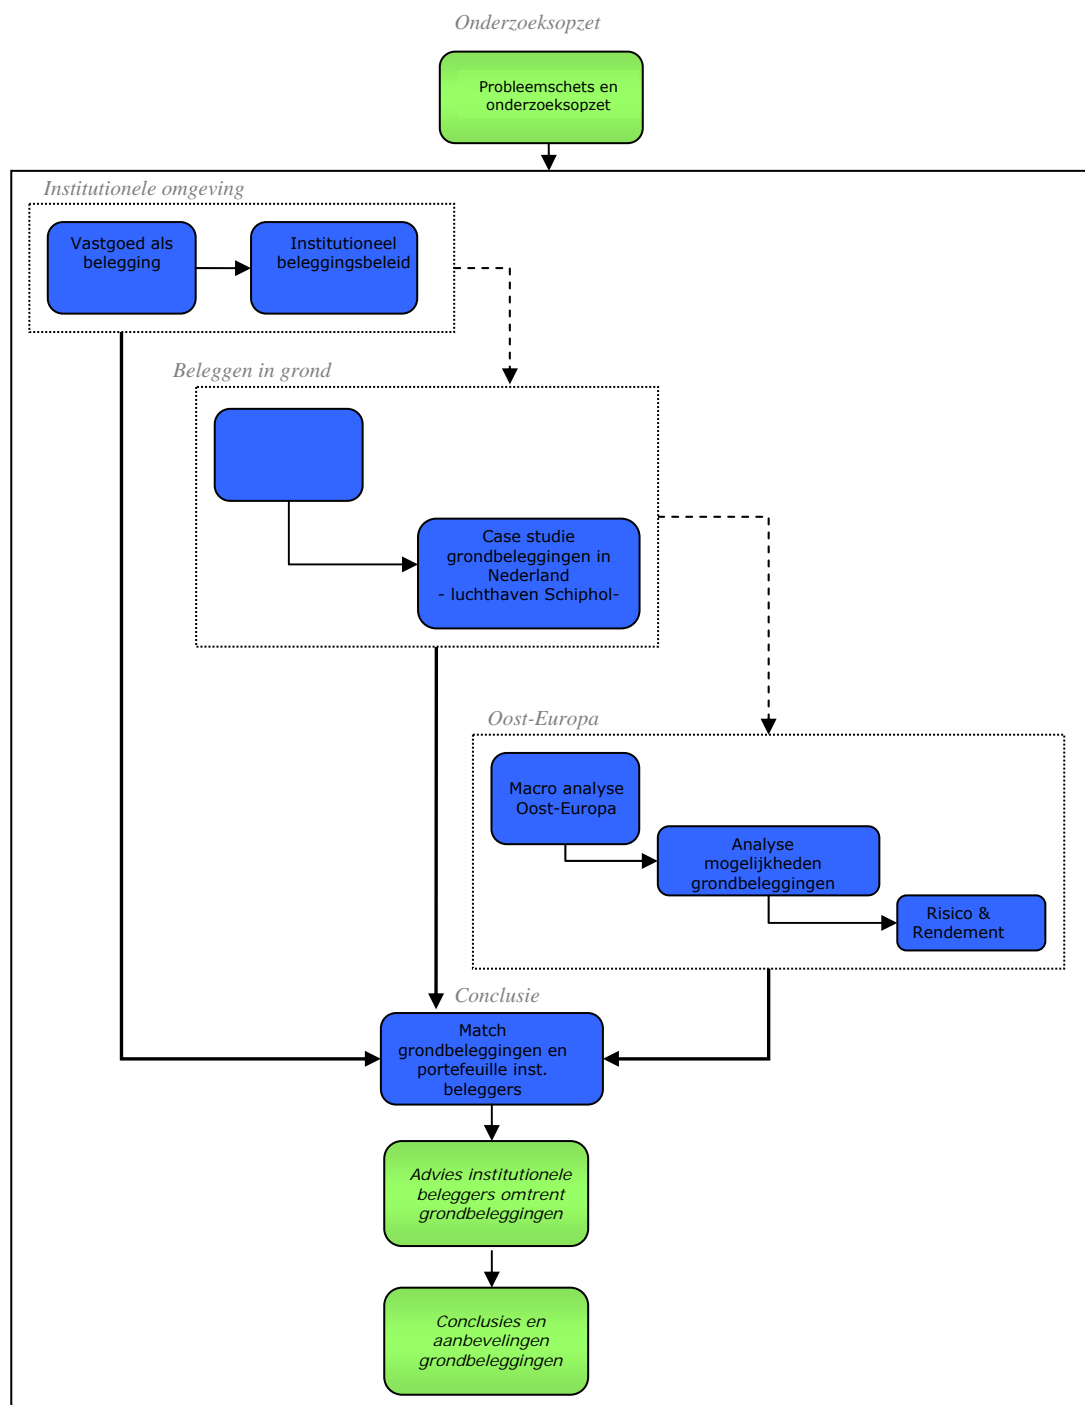 Onderzoeksopzet
Probleemschets en
onderzoeksopzet
Institutionele omgeving
Vastgoed als
belegging
Institutioneel
beleggingsbeleid
Beleggen in grond
Case studie
grondbeleggingen in
Nederland
- luchthaven Schiphol-
Oost-Europa
Macro analyse
Oost-Europa
Analyse
mogelijkheden
grondbeleggingen
Risico &
Rendement
Conclusie
Match
grondbeleggingen en
portefeuille inst.
beleggers
Advies institutionele
beleggers omtrent
grondbeleggingen
Conclusies en
aanbevelingen
grondbeleggingen